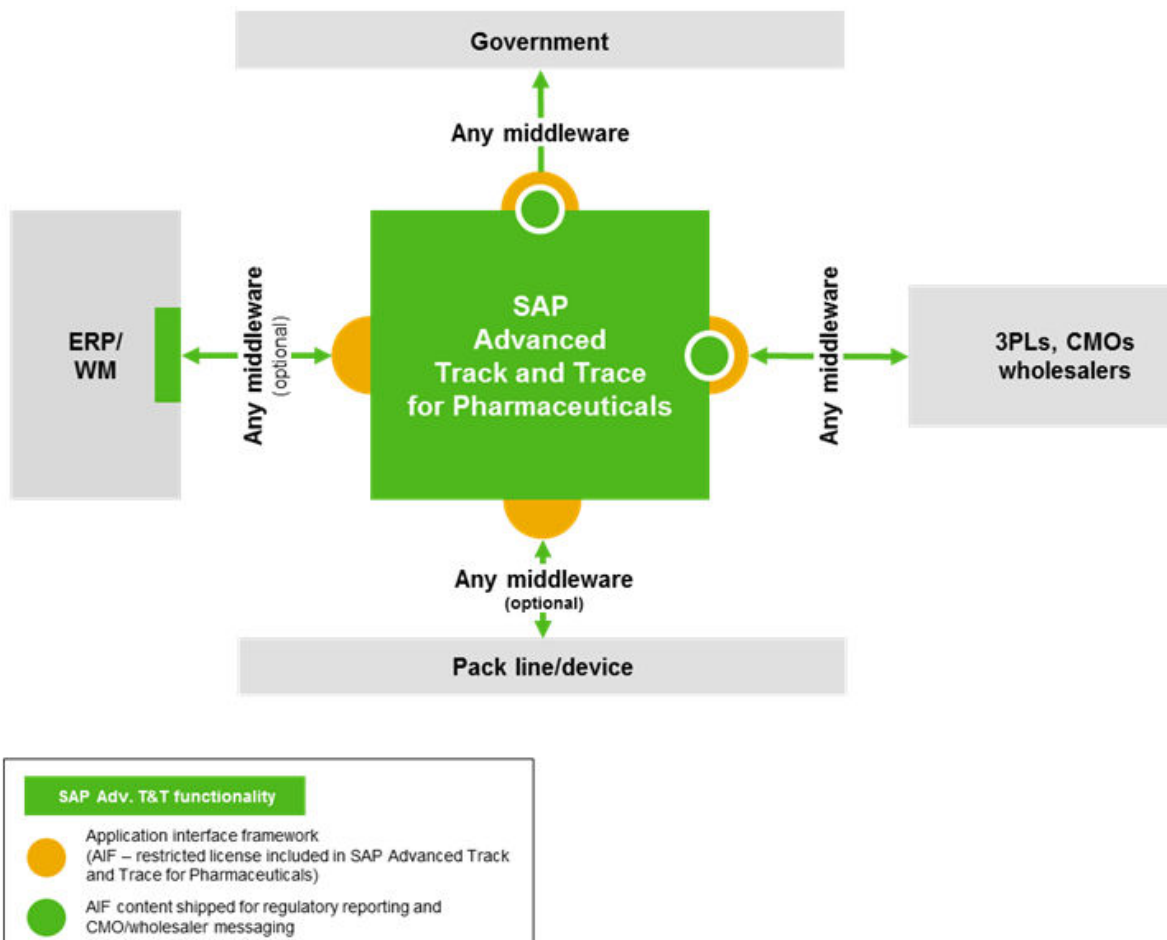 Government
Any middleware
ERP/
WM
Any middleware
(optional)
SAP
Advanced
Track and Trace
for Pharmaceuticals
Any middleware
3PLs, CMOs
wholesalers
Any middleware
(optional)
Pack line/device
SAP Adv. T&T functionality
Application interface framework
(AIF – restricted license included in SAP Advanced Track
and Trace for Pharmaceuticals)
AIF content shipped for regulatory reporting and
CMO/wholesaler messaging